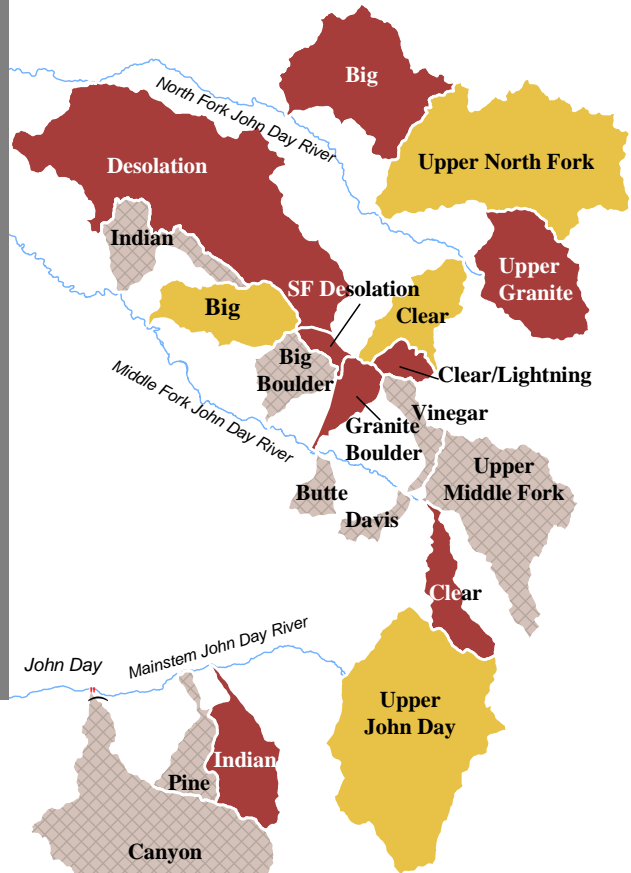 Big
North Fork John Day River
Upper North Fork
Desolation
Indian
Upper
Granite
SF Desolation
Big
Clear
Big
Boulder
Clear/Lightning
Middle Fork John Day River
Vinegar
Granite
Boulder
Upper
Middle Fork
Butte
Davis
Clear
Mainstem John Day River
John Day
Upper
John Day
Indian
Pine
Canyon